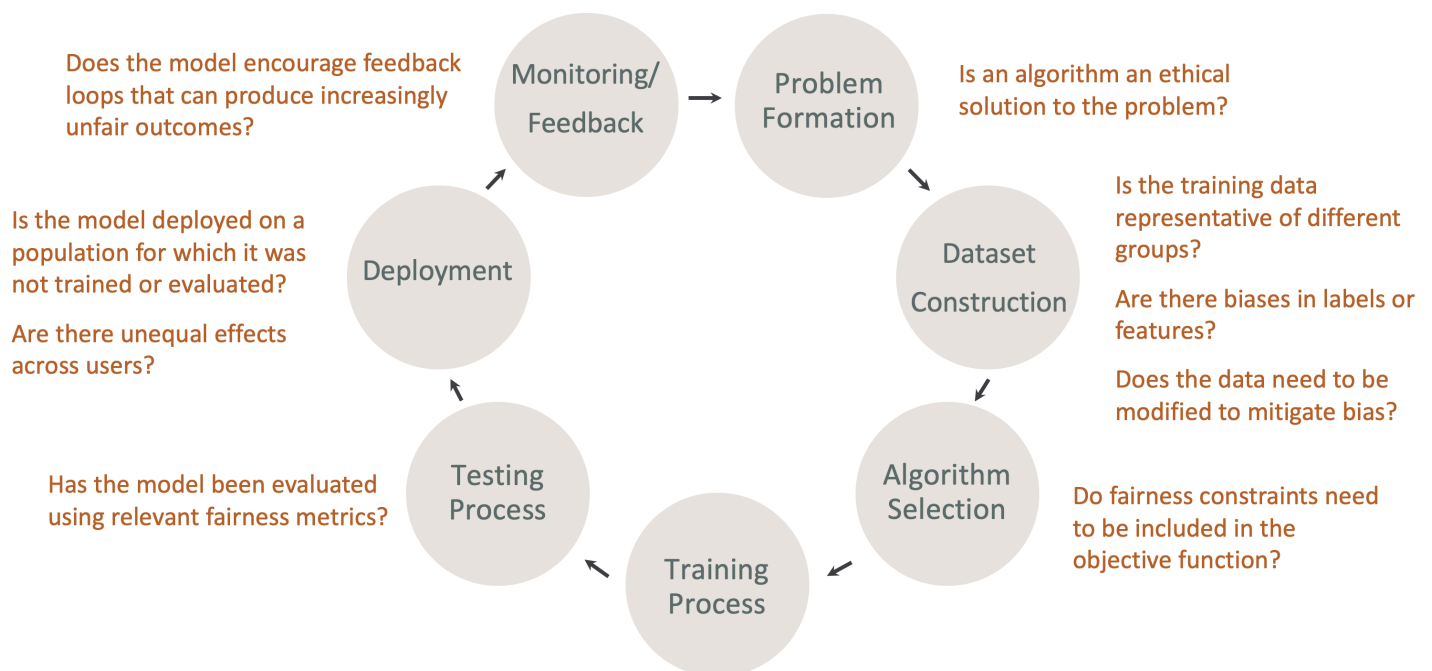 Does the model encourage feedback
loops that can produce increasingly
unfair outcomes?
Monitoring/
Feedback
Problem
Formation
Is an algorithm an ethical
solution to the problem?
Is the model deployed on a
population for which it was
not trained or evaluated?
Are there unequal effects
across users?
Deployment
Dataset
Construction
Is the training data
representative of different
groups?
Are there biases in labels or
features?
Does the data need to be
modified to mitigate bias?
Has the model been evaluated
using relevant fairness metrics?
Testing
Process
Algorithm
Selection
Do fairness constraints need
to be included in the
objective function?
Training
Process